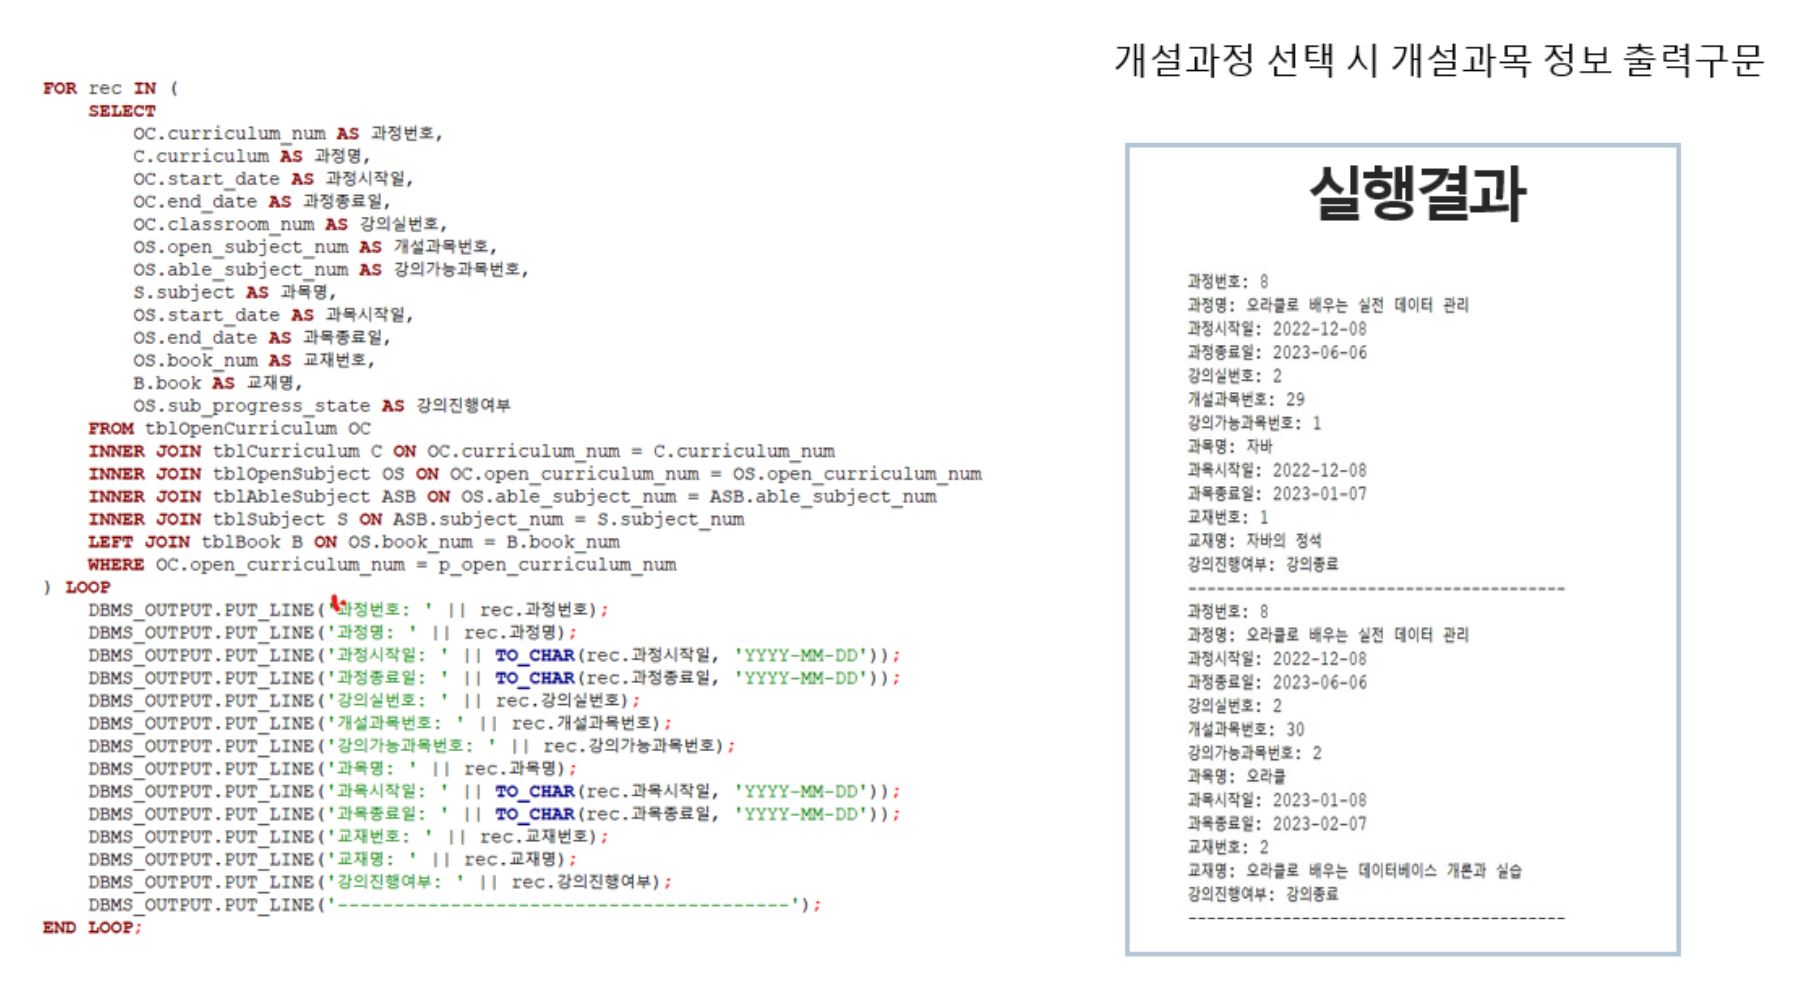 개설과정 선택 시 개설과목 정보 출력구문
FOR rec IN (
SELECT
OC.curriculum_num AS 과정번호,
C.curriculum AS 과정명,
OC.start_date AS 과정시작일,
OC.end_date AS 과정종료일,
OC.classroom_num AS 강의실번호,
OS.open_subject_num AS 개설과목번호,
OS.able_subject_num AS 강의가능과목번호,
S.subject AS 과목명,
OS.start_date AS 과목시작일,
OS.end_date AS 과목종료일,
OS.book_num AS 교재번호,
B.book AS 교재명,
OS.sub_progress_state AS 강의진행여부
FROM tblOpenCurriculum OC
INNER JOIN tblCurriculum C ON OC.curriculum_num = C.curriculum_num
INNER JOIN tblOpenSubject OS ON OC.open_curriculum_num = OS.open_curriculum_num
INNER JOIN tblAbleSubject ASB ON OS.able_subject_num = ASB.able_subject_num
INNER JOIN tblSubject S ON ASB.subject_num = S.subject_num
LEFT JOIN tblBook B ON OS.book_num = B.book_num
WHERE OC.open_curriculum_num = p_open_curriculum_num
) LOOP
DBMS_OUTPUT.PUT_LINE('과정번호: ' || rec.과정번호);
DBMS_OUTPUT.PUT_LINE('과정명: ' || rec.과정명);
DBMS_OUTPUT.PUT_LINE('과정시작일: ' || TO_CHAR(rec.과정시작일, 'YYYY-MM-DD'));
DBMS_OUTPUT.PUT_LINE('과정종료일: ' || TO_CHAR(rec.과정종료일, 'YYYY-MM-DD'));
DBMS_OUTPUT.PUT_LINE('강의실번호: ' || rec.강의실번호);
DBMS_OUTPUT.PUT_LINE('개설과목번호: ' || rec.개설과목번호);
DBMS_OUTPUT.PUT_LINE('강의가능과목번호: ' || rec.강의가능과목번호);
DBMS_OUTPUT.PUT_LINE('과목명: ' || rec.과목명);
DBMS_OUTPUT.PUT_LINE('과목시작일: ' || TO_CHAR(rec.과목시작일, 'YYYY-MM-DD'));
DBMS_OUTPUT.PUT_LINE('과목종료일: ' || TO_CHAR(rec.과목종료일, 'YYYY-MM-DD'));
DBMS_OUTPUT.PUT_LINE('교재번호: ' || rec.교재번호);
DBMS_OUTPUT.PUT_LINE('교재명: ' || rec.교재명);
DBMS_OUTPUT.PUT_LINE('강의진행여부: ' || rec.강의진행여부);
DBMS_OUTPUT.PUT_LINE('----------------------------------------');
END LOOP;
실행결과
과정번호: 8
과정명: 오라클로 배우는 실전 데이터 관리
과정시작일: 2022-12-08
과정종료일: 2023-06-06
강의실번호: 2
개설과목번호: 29
강의가능과목번호: 1
과목명: 자바
과목시작일: 2022-12-08
과목종료일: 2023-01-07
교재번호: 1
교재명: 자바의 정석
강의진행여부: 강의종료
----------------------------------------
과정번호: 8
과정명: 오라클로 배우는 실전 데이터 관리
과정시작일: 2022-12-08
과정종료일: 2023-06-06
강의실번호: 2
개설과목번호: 30
강의가능과목번호: 2
과목명: 오라클
과목시작일: 2023-01-08
과목종료일: 2023-02-07
교재번호: 2
교재명: 오라클로 배우는 데이터베이스 개론과 실습
강의진행여부: 강의종료
----------------------------------------